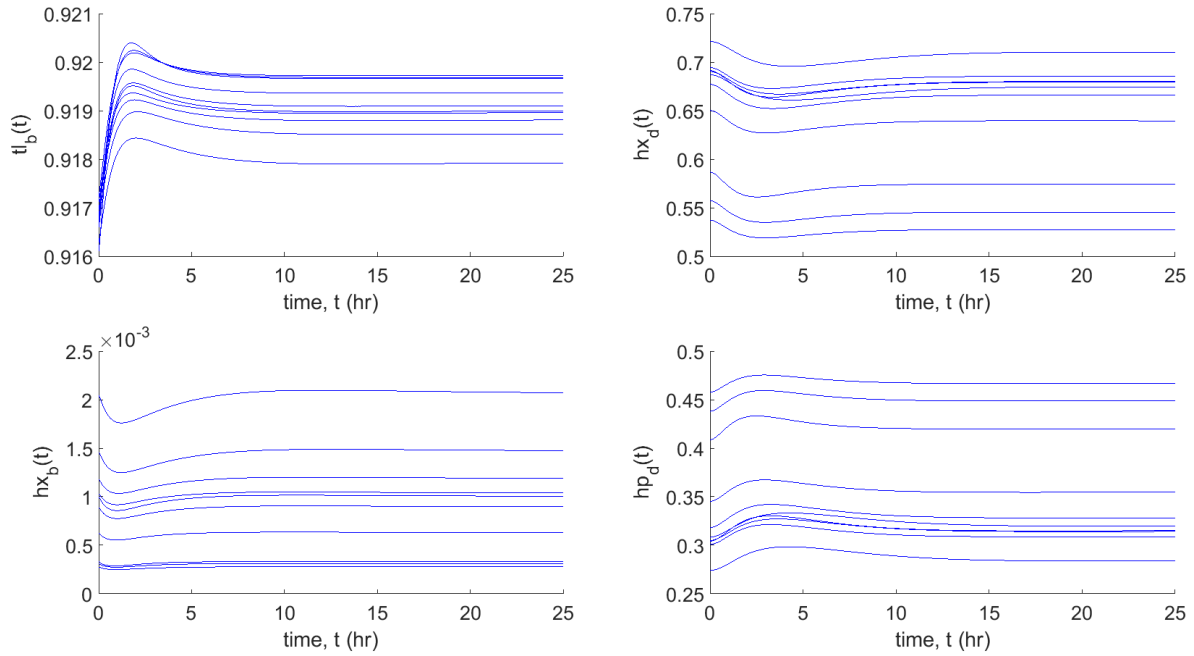 0.921
0.92
0.919
0.918
0.917
0.916
tl_b(t)
0 5 10 15 20 25
time, t (hr)
0.75
0.7
0.65
0.6
0.55
0.5
hx_d(t)
0 5 10 15 20 25
time, t (hr)
×10^-3
2.5
2
1.5
1
0.5
0
hx_b(t)
0 5 10 15 20 25
time, t (hr)
0.5
0.45
0.4
0.35
0.3
0.25
hp_d(t)
0 5 10 15 20 25
time, t (hr)